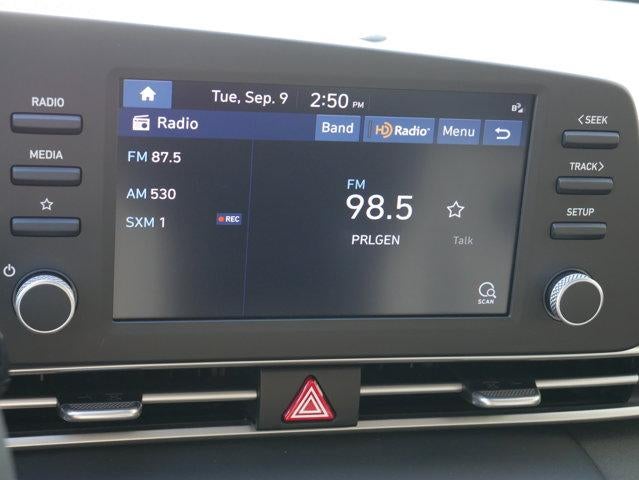 RADIO
MEDIA
Tue, Sep. 9 2:50 PM
Radio Band HD Radio Menu
FM 87.5
AM 530
SXM 1 REC
FM
98.5
PRLGEN Talk
SCAN
<SEEK
TRACK>
SETUP